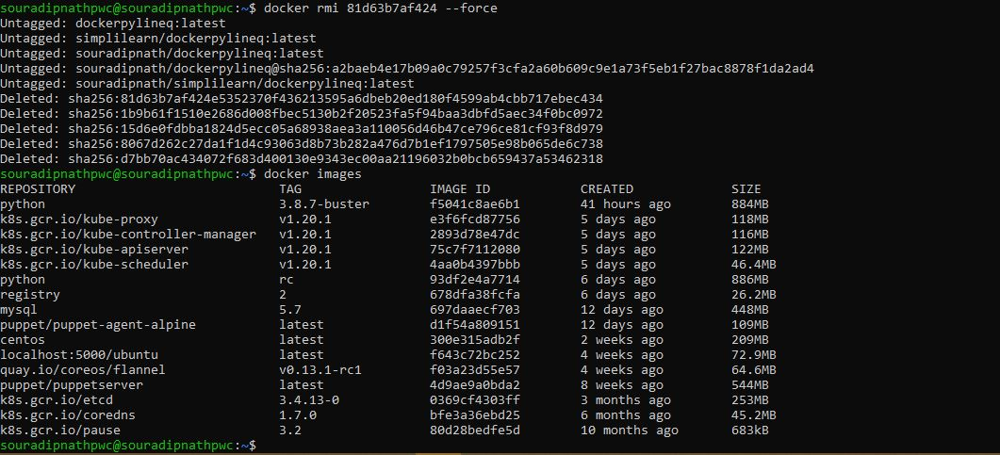 souradipnathpwc@souradipnathpwc:~$ docker rmi 81d63b7af424 --force
Untagged: dockerpylineq:latest
Untagged: simplilearn/dockerpylineq:latest
Untagged: souradipnath/dockerpylineq:latest
Untagged: souradipnath/dockerpylineq@sha256:a2baeb4e17b09a0c79257f3cfa2a60b609c9e1a73f5eb1f27bac8878f1da2ad4
Untagged: souradipnath/simplilearn/dockerpylineq:latest
Deleted: sha256:81d63b7af424e5352370f436213595a6dbeb20ed180f4599ab4cbb717ebec434
Deleted: sha256:1b9b61f1510e2686d008fbec5130b2f20523fa5f94baa3dbfd5aec34f0bc0972
Deleted: sha256:15d6e0fdbba1824d5ecc05a68938aea3a110056d46b47ce796ce81cf93f8d979
Deleted: sha256:8067d262c27da1f1d4c93063d8b73b282a476d7b1ef1797505e98b065de6c738
Deleted: sha256:d7bb70ac434072f683d400130e9343ec00aa21196032b0bcb659437a53462318
souradipnathpwc@souradipnathpwc:~$ docker images
REPOSITORY TAG IMAGE ID CREATED SIZE
python 3.8.7-buster f5041c8ae6b1 41 hours ago 884MB
k8s.gcr.io/kube-proxy v1.20.1 e3f6fcd87756 5 days ago 118MB
k8s.gcr.io/kube-controller-manager v1.20.1 2893d78e47dc 5 days ago 116MB
k8s.gcr.io/kube-apiserver v1.20.1 75c7f7112080 5 days ago 122MB
k8s.gcr.io/kube-scheduler v1.20.1 4aa0b4397bbb 5 days ago 46.4MB
python rc 93df2e4a7714 6 days ago 886MB
registry 2 678dfa38fcfa 6 days ago 26.2MB
mysql 5.7 697daaecf703 12 days ago 448MB
puppet/puppet-agent-alpine latest d1f54a809151 12 days ago 109MB
centos latest 300e315adb2f 2 weeks ago 209MB
localhost:5000/ubuntu latest f643c72bc252 4 weeks ago 72.9MB
quay.io/coreos/flannel v0.13.1-rc1 f03a23d55e57 4 weeks ago 64.6MB
puppet/puppetserver latest 4d9ae9a0bda2 8 weeks ago 544MB
k8s.gcr.io/etcd 3.4.13-0 0369cf4303ff 3 months ago 253MB
k8s.gcr.io/coredns 1.7.0 bfe3a36ebd25 6 months ago 45.2MB
k8s.gcr.io/pause 3.2 80d28bedfe5d 10 months ago 683kB
souradipnathpwc@souradipnathpwc:~$